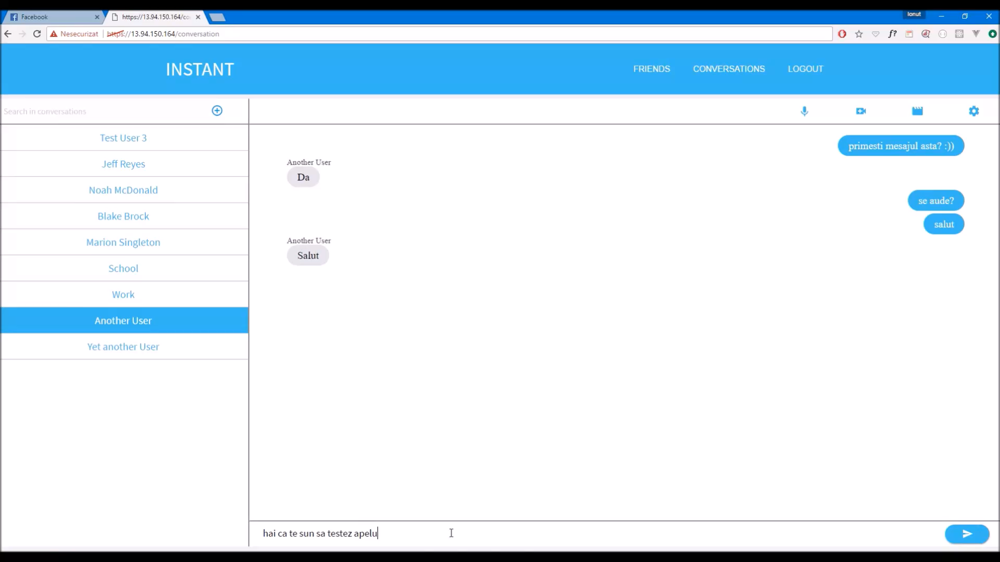 Facebook
https://13.94.150.164/co
Ionut
Nesecurizat https://13.94.150.164/conversation
f?
INSTANT
FRIENDS CONVERSATIONS LOGOUT
Search in conversations
Test User 3
Jeff Reyes
Noah McDonald
Blake Brock
Marion Singleton
School
Work
Another User
Yet another User
primesti mesajul asta? :))
Another User
Da
se aude?
salut
Another User
Salut
hai ca te sun sa testez apelu